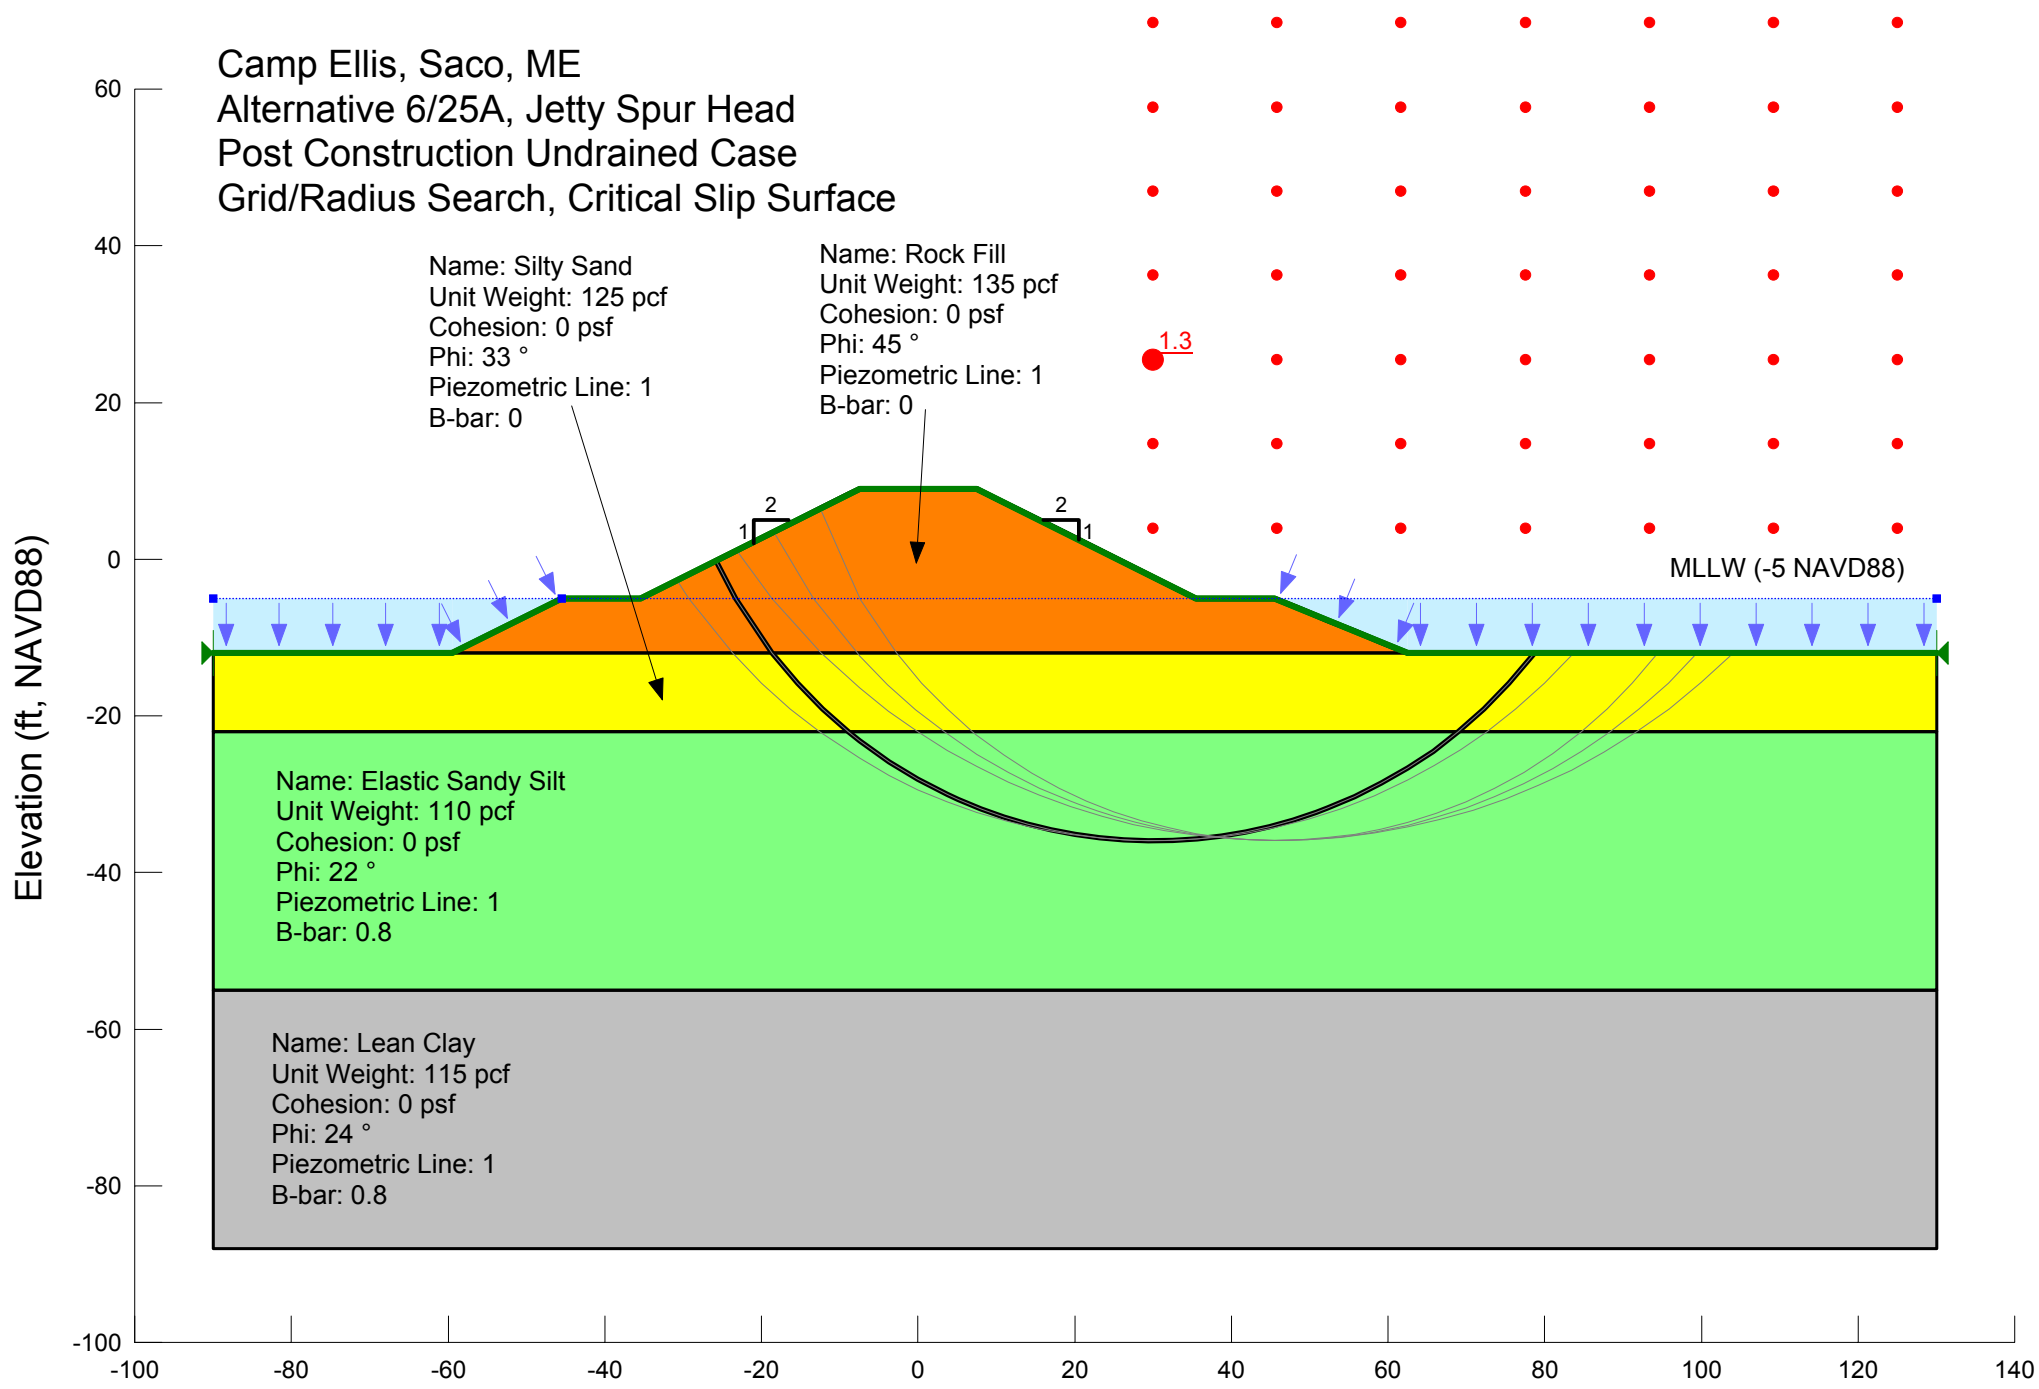 Camp Ellis, Saco, ME
Alternative 6/25A, Jetty Spur Head
Post Construction Undrained Case
Grid/Radius Search, Critical Slip Surface
Name: Silty Sand
Unit Weight: 125 pcf
Cohesion: 0 psf
Phi: 33 °
Piezometric Line: 1
B-bar: 0
Name: Rock Fill
Unit Weight: 135 pcf
Cohesion: 0 psf
Phi: 45 °
Piezometric Line: 1
B-bar: 0
1.3
2
1
2
1
MLLW (-5 NAVD88)
Name: Elastic Sandy Silt
Unit Weight: 110 pcf
Cohesion: 0 psf
Phi: 22 °
Piezometric Line: 1
B-bar: 0.8
Name: Lean Clay
Unit Weight: 115 pcf
Cohesion: 0 psf
Phi: 24 °
Piezometric Line: 1
B-bar: 0.8
Elevation (ft, NAVD88)
60
40
20
0
-20
-40
-60
-80
-100
-100 -80 -60 -40 -20 0 20 40 60 80 100 120 140